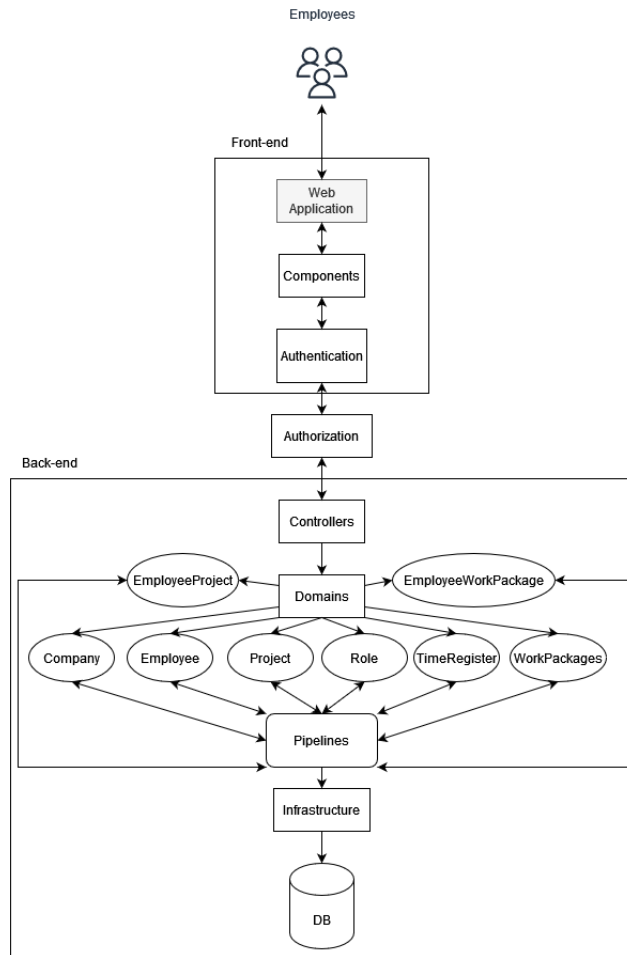 Employees
Front-end
Web
Application
Components
Authentication
Authorization
Back-end
Controllers
EmployeeProject
EmployeeWorkPackage
Domains
Company
Employee
Project
Role
TimeRegister
WorkPackages
Pipelines
Infrastructure
DB